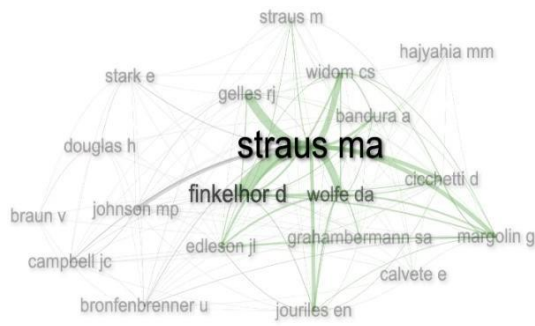 straus m
hajyahia mm
widom cs
stark e
gelles rj
bandura a
straus ma
douglas h
cicchetti d
finkelhor d
wolfe da
johnson mp
braun v
grahambermann sa
margolin g
edleson jl
campbell jc
calvete e
bronfenbrenner u
jouriles en